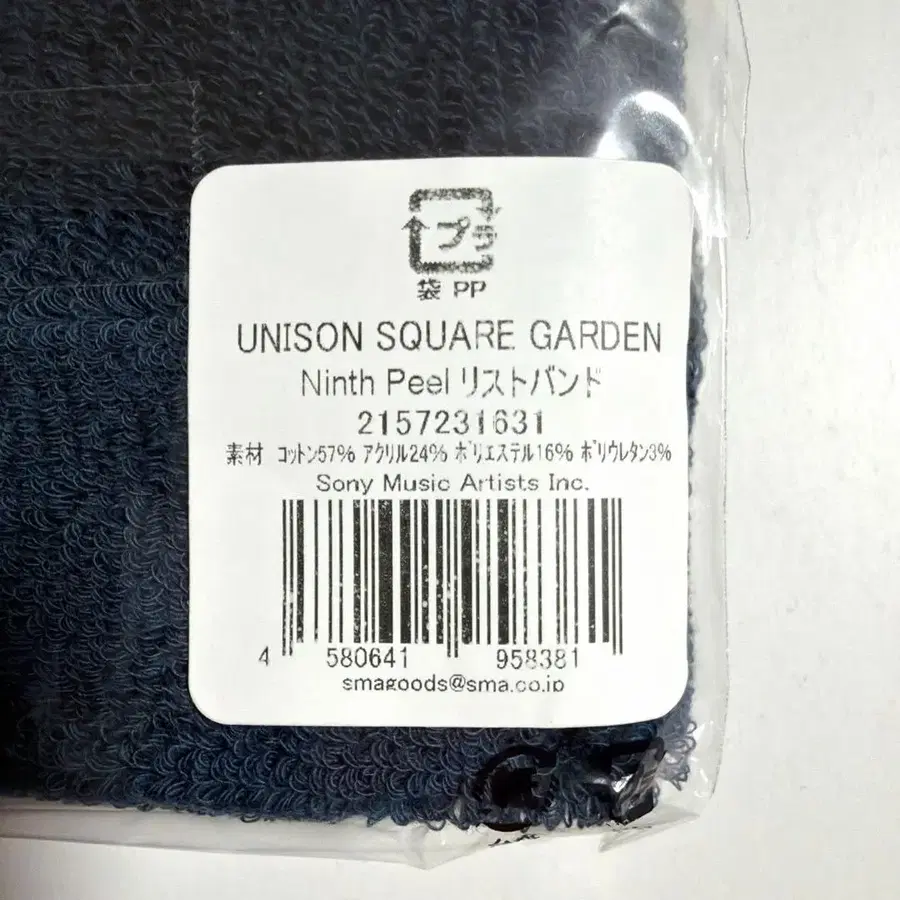 プラ
袋 PP
UNISON SQUARE GARDEN
Ninth Peel リストバンド
2157231631
素材 コットン57% アクリル24% ポリエステル16% ポリウレタン3%
Sony Music Artists Inc.
4 580641 958381
smagoods@sma.co.jp